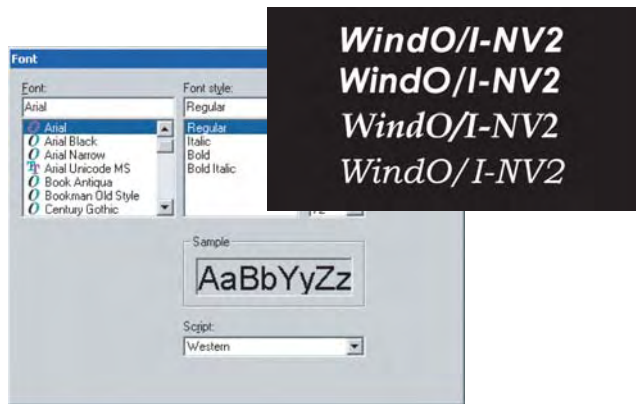 WindO/I-NV2
WindO/I-NV2
WindO/I-NV2
WindO/I-NV2
Font
Font:
Arial
Arial
Arial Black
Arial Narrow
Arial Unicode MS
Book Antiqua
Bookman Old Style
Century Gothic
Font style:
Regular
Regular
Italic
Bold
Bold Italic
Sample
AaBbYyZz
Script:
Western